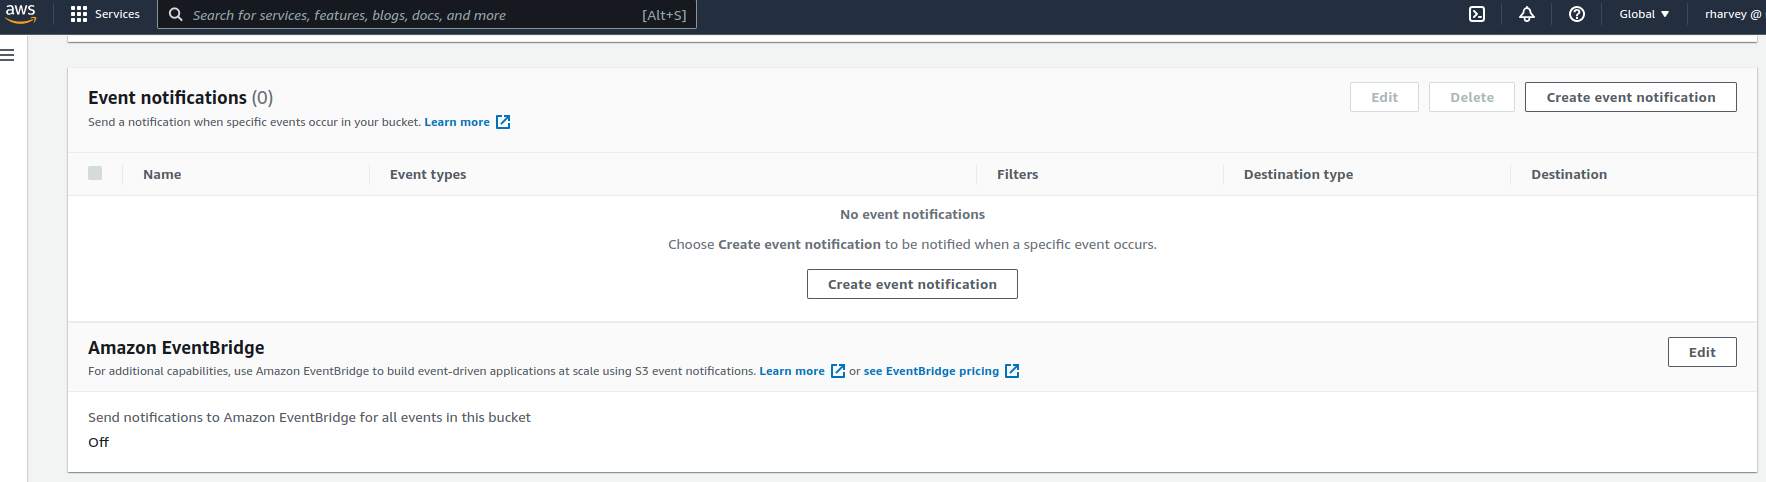 aws Services Search for services, features, blogs, docs, and more [Alt+S] Global rharvey @
Event notifications (0) Edit Delete Create event notification
Send a notification when specific events occur in your bucket. Learn more
Name Event types Filters Destination type Destination
No event notifications
Choose Create event notification to be notified when a specific event occurs.
Create event notification
Amazon EventBridge Edit
For additional capabilities, use Amazon EventBridge to build event-driven applications at scale using S3 event notifications. Learn more or see EventBridge pricing
Send notifications to Amazon EventBridge for all events in this bucket
Off